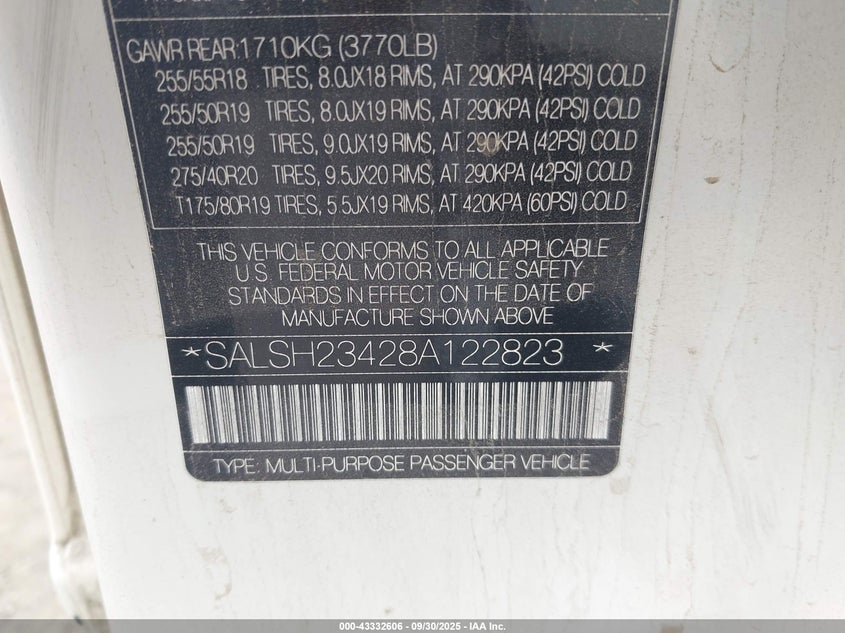 GAWR REAR:1710KG (3770LB)
255/55R18 TIRES, 8.0JX18 RIMS, AT 290KPA (42PSI) COLD
255/50R19 TIRES, 8.0JX19 RIMS, AT 290KPA (42PSI) COLD
255/50R19 TIRES, 9.0JX19 RIMS, AT 290KPA (42PSI) COLD
275/40R20 TIRES, 9.5JX20 RIMS, AT 290KPA (42PSI) COLD
T175/80R19 TIRES, 5.5JX19 RIMS, AT 420KPA (60PSI) COLD
THIS VEHICLE CONFORMS TO ALL APPLICABLE
U.S. FEDERAL MOTOR VEHICLE SAFETY
STANDARDS IN EFFECT ON THE DATE OF
MANUFACTURE SHOWN ABOVE
*SALSH23428A122823 *
TYPE: MULTI-PURPOSE PASSENGER VEHICLE
000-43332606 - 09/30/2025 - IAA Inc.